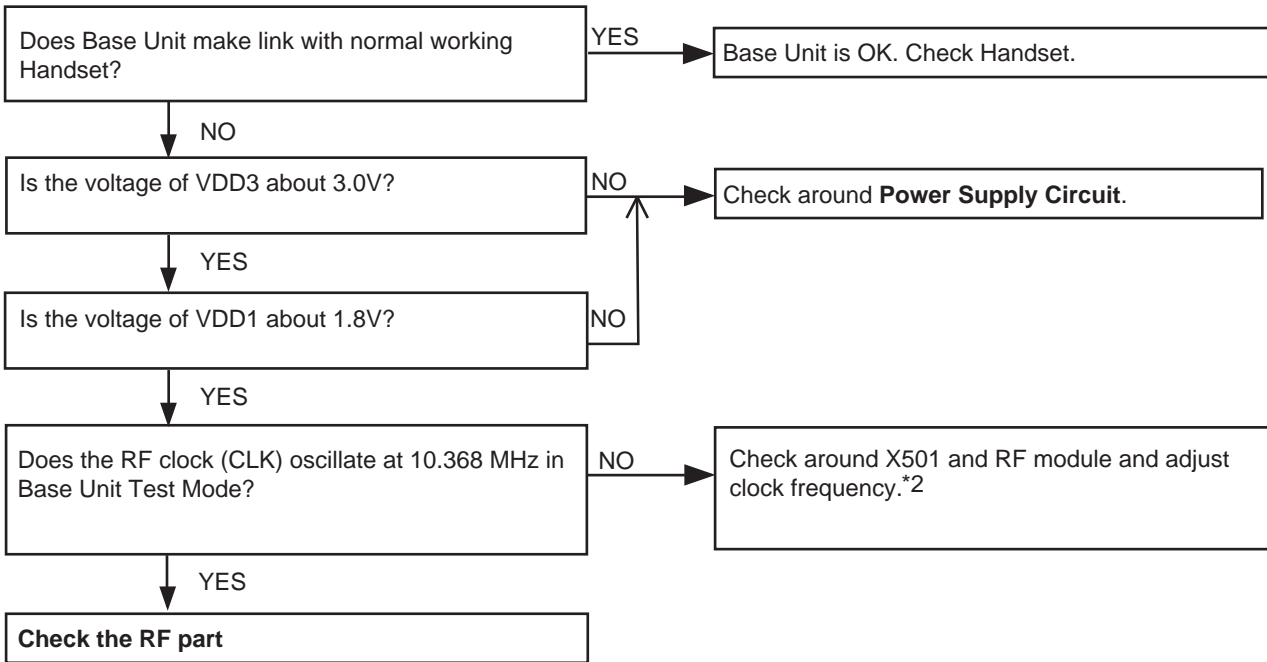 Does Base Unit make link with normal working
Handset?
YES
Base Unit is OK. Check Handset.
NO
Is the voltage of VDD3 about 3.0V?
NO
Check around Power Supply Circuit.
YES
Is the voltage of VDD1 about 1.8V?
NO
YES
Does the RF clock (CLK) oscillate at 10.368 MHz in
Base Unit Test Mode?
NO
Check around X501 and RF module and adjust
clock frequency.*2
YES
Check the RF part